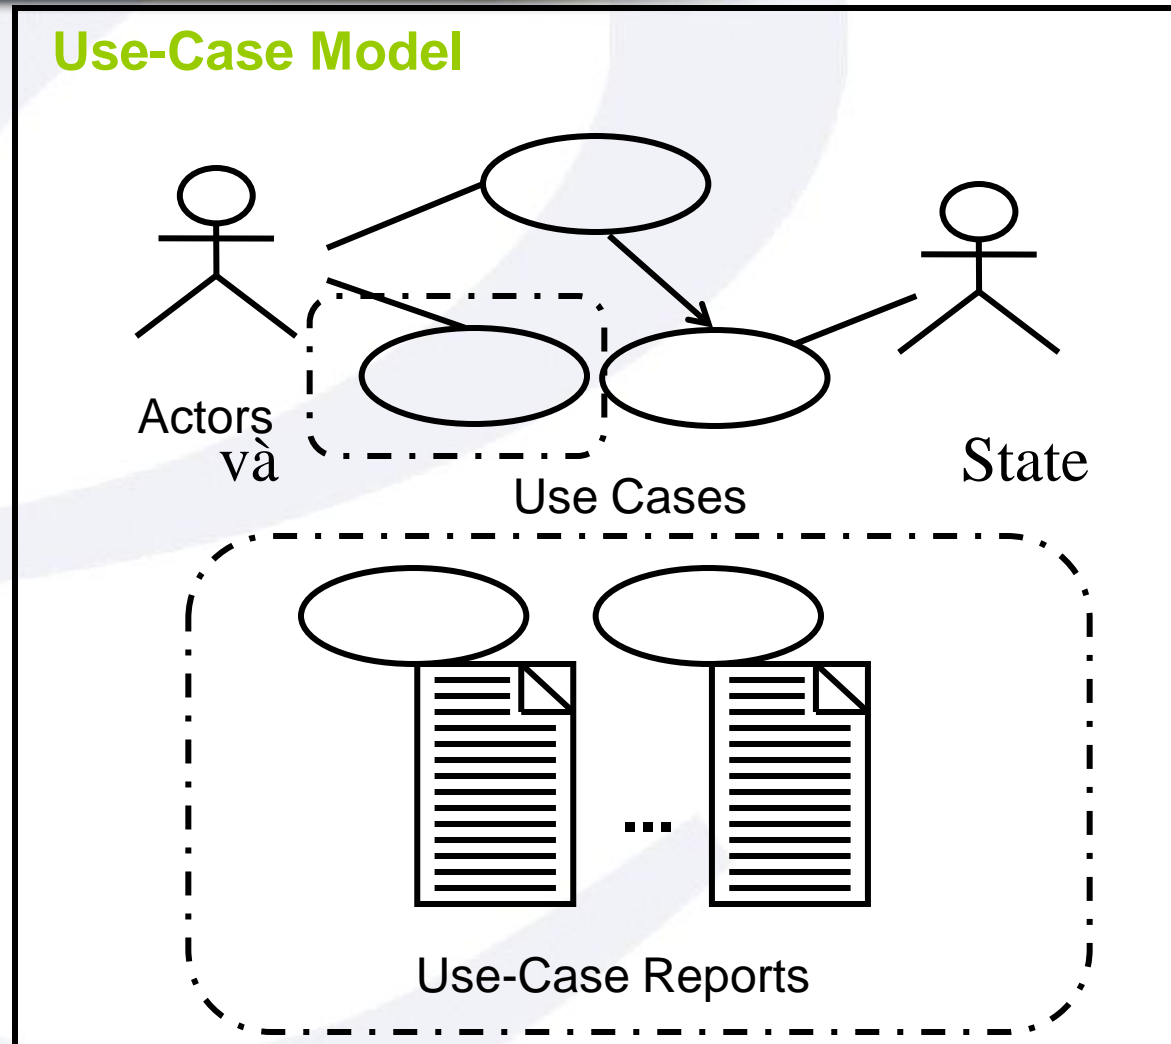 Use-Case Model
Actors
và
State
Use Cases
...
Use-Case Reports